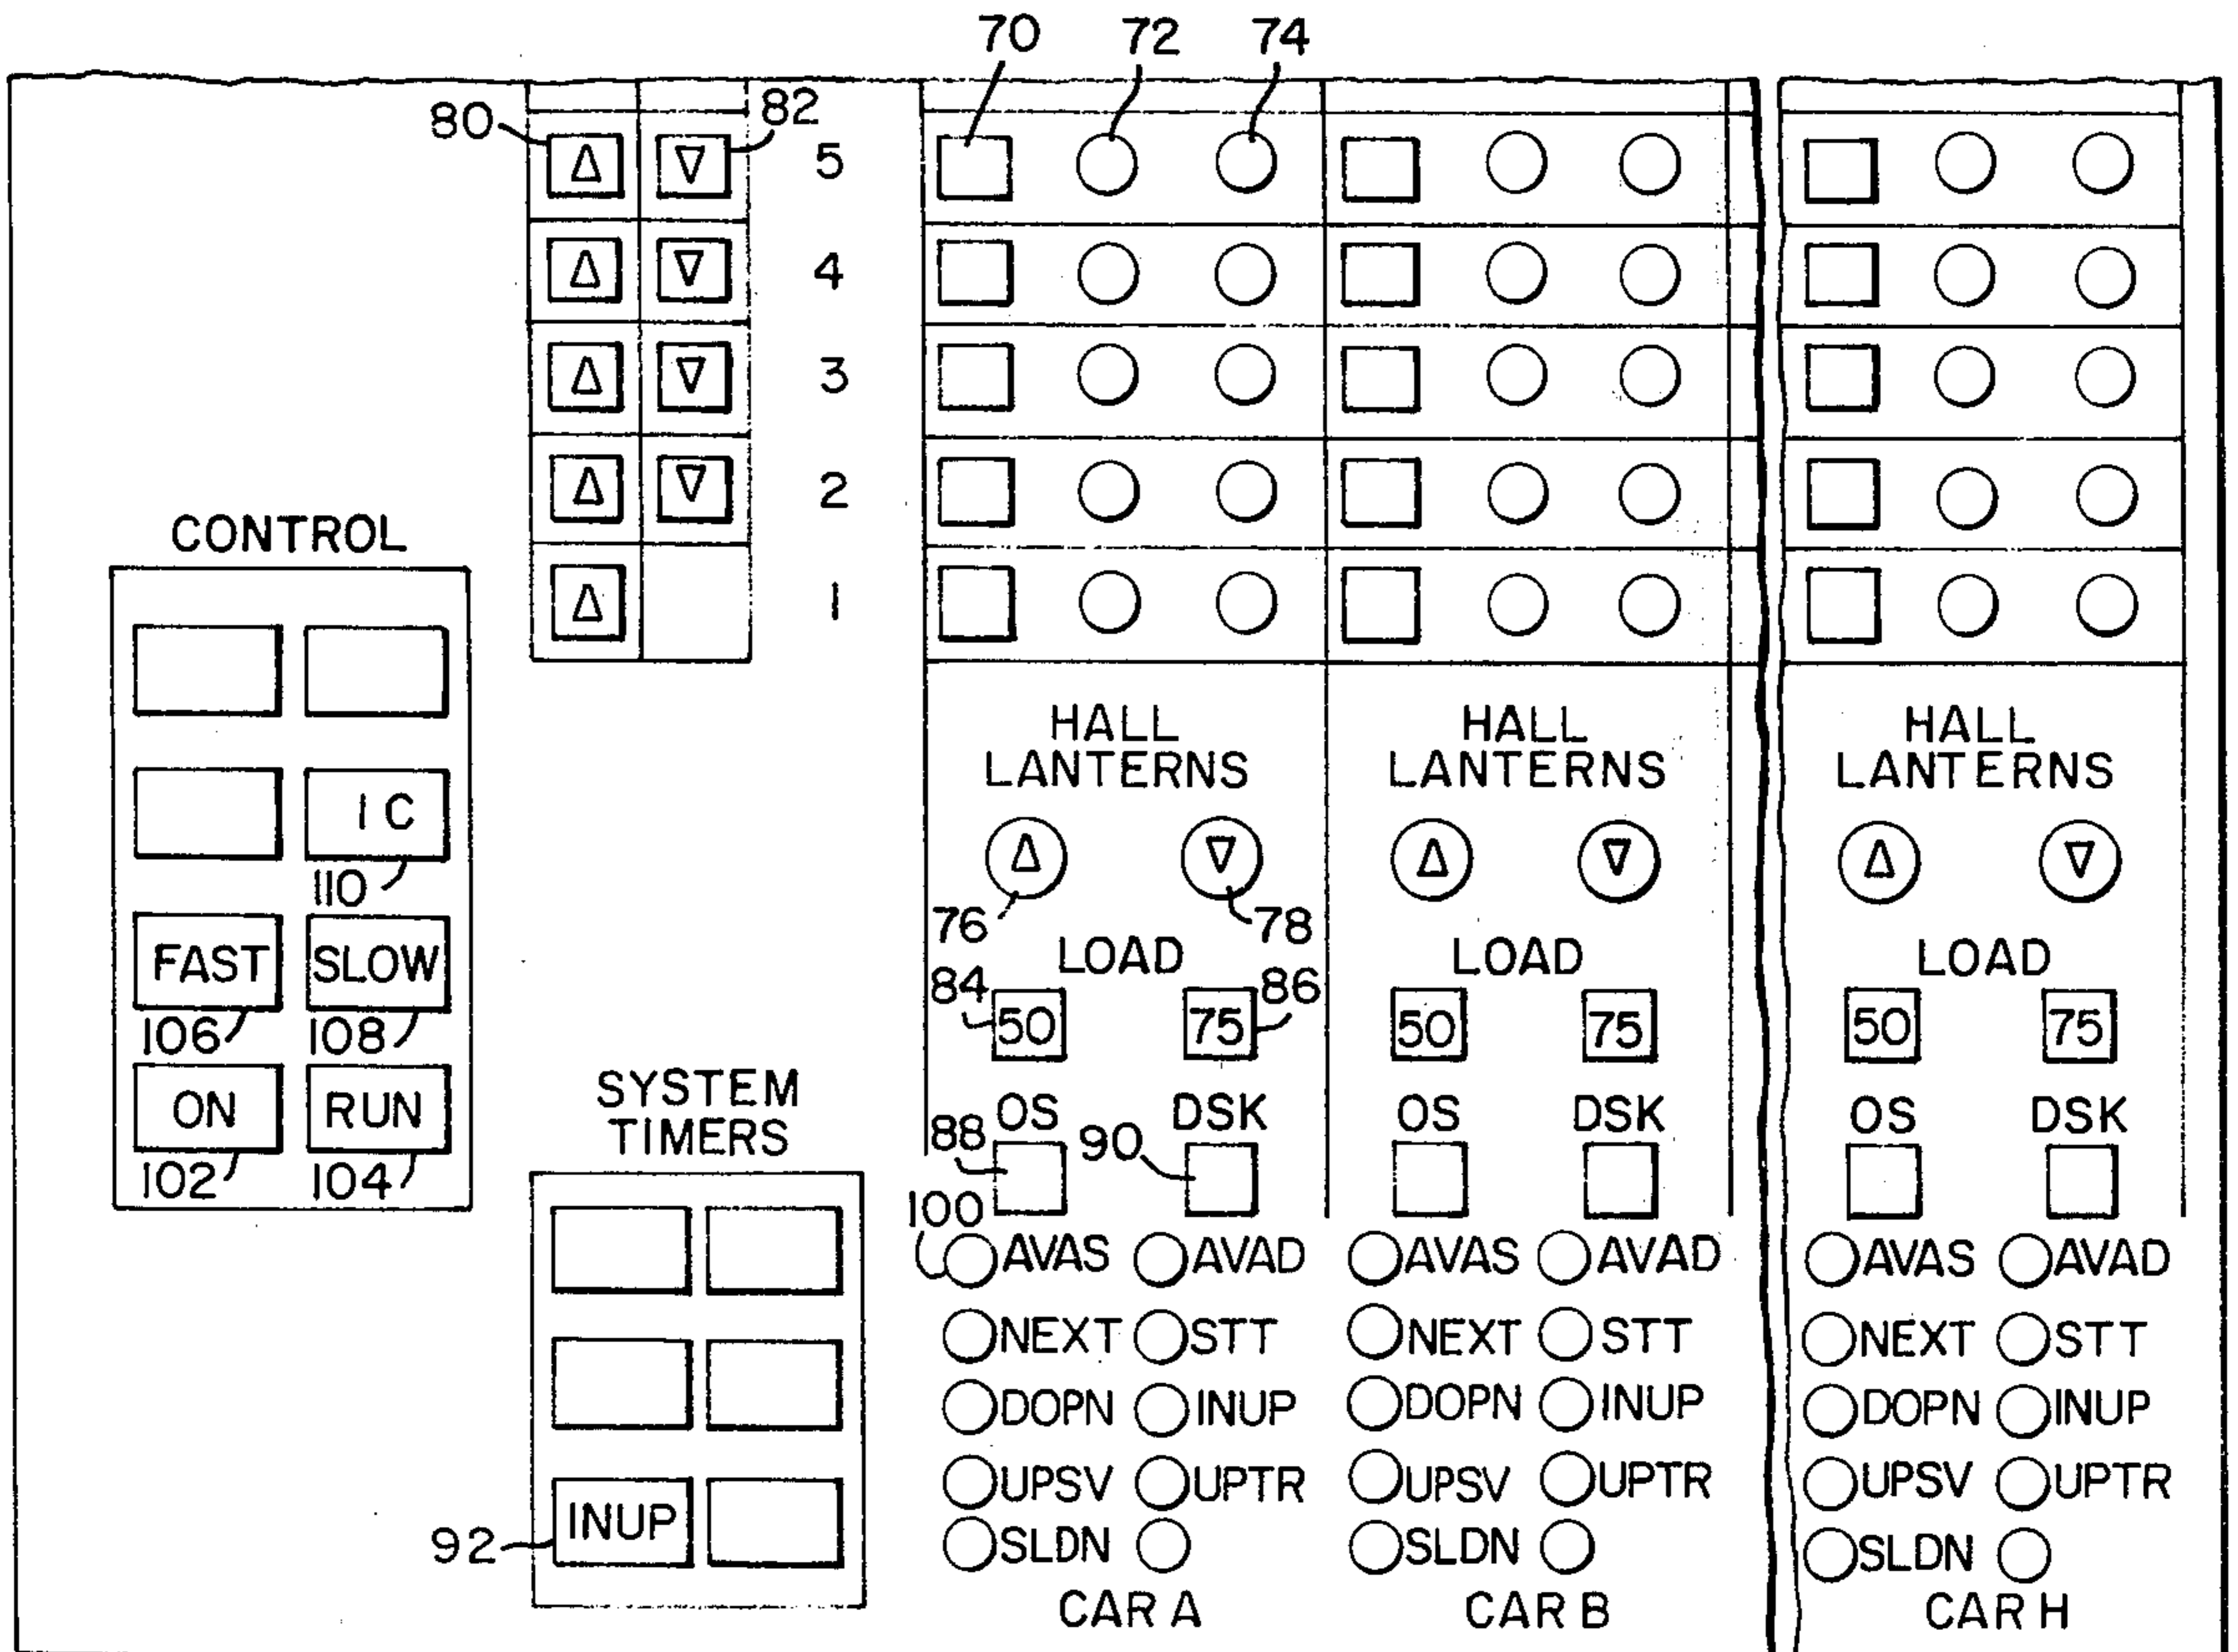 70 72 74
80 Δ ∇ 82 5
Δ ∇ 4
Δ ∇ 3
Δ ∇ 2
Δ 1
CONTROL
IC
110
FAST SLOW
106 108
ON RUN
102 104
SYSTEM
TIMERS
92 INUP
HALL
LANTERNS
Δ ∇
76 78
LOAD
84 50 75 86
OS DSK
88 90
100 AVAS AVAD
NEXT STT
DOPN INUP
UPSV UPTR
SLDN
CAR A
HALL
LANTERNS
Δ ∇
LOAD
50 75
OS DSK
AVAS AVAD
NEXT STT
DOPN INUP
UPSV UPTR
SLDN
CAR B
HALL
LANTERNS
Δ ∇
LOAD
50 75
OS DSK
AVAS AVAD
NEXT STT
DOPN INUP
UPSV UPTR
SLDN
CAR H